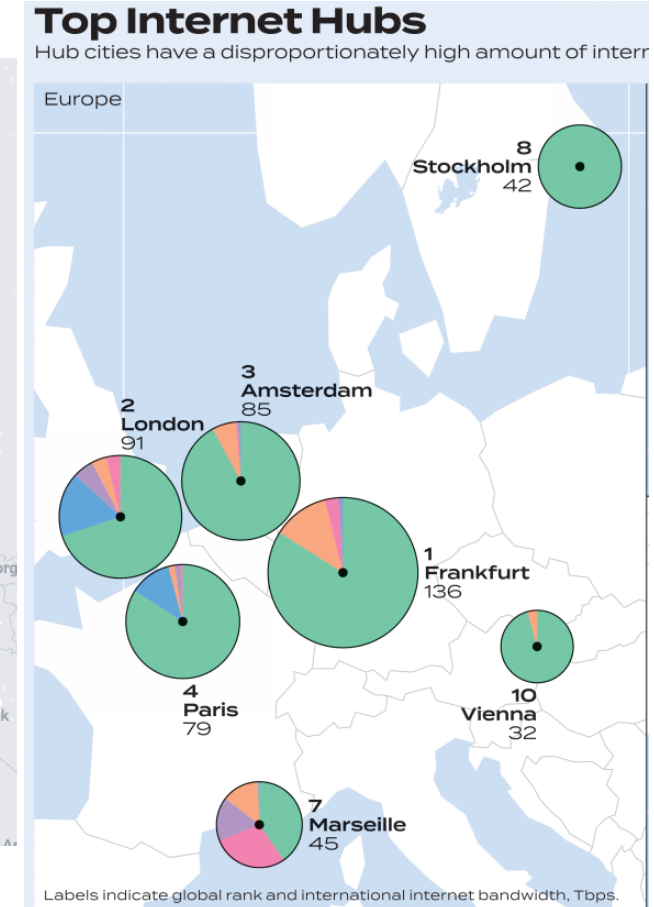 Top Internet Hubs
Hub cities have a disproportionately high amount of
Europe
8
Stockholm
42
3
Amsterdam
85
2
London
91
1
Frankfurt
136
4
Paris
79
10
Vienna
32
7
Marseille
45
Labels indicate global rank and international internet bandwidth, Tbps.